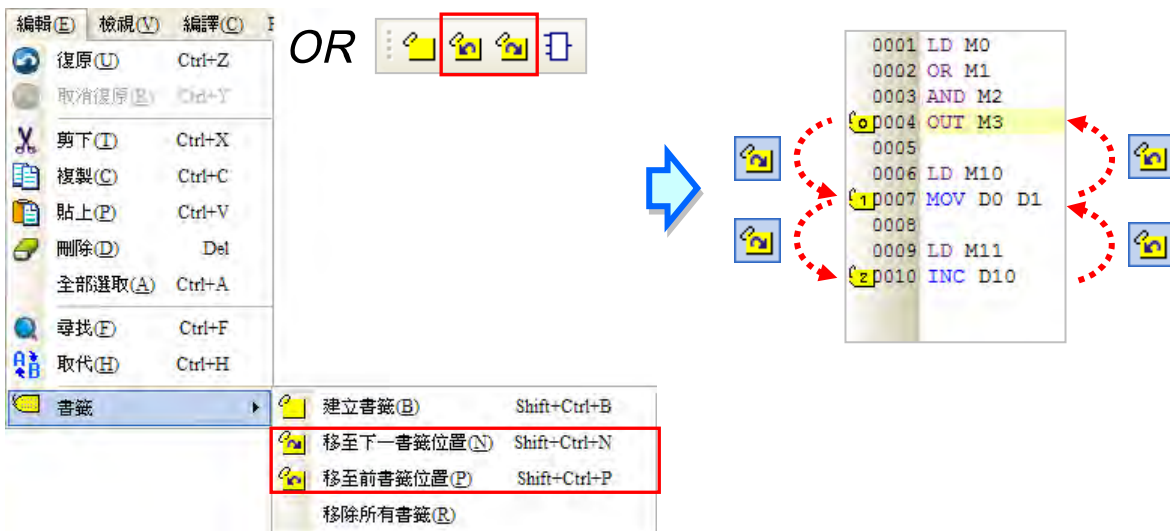 編輯(E) 檢視(V) 編譯(C)
復原(U) Ctrl+Z
取消復原(R) Ctrl+Y
剪下(T) Ctrl+X
複製(C) Ctrl+C
貼上(P) Ctrl+V
刪除(D) Del
全部選取(A) Ctrl+A
尋找(F) Ctrl+F
取代(H) Ctrl+H
書籤
建立書籤(B) Shift+Ctrl+B
移至下一書籤位置(N) Shift+Ctrl+N
移至前書籤位置(P) Shift+Ctrl+P
移除所有書籤(R)
OR
0001 LD M0
0002 OR M1
0003 AND M2
0 0004 OUT M3
0005
0006 LD M10
1 0007 MOV D0 D1
0008
0009 LD M11
2 0010 INC D10